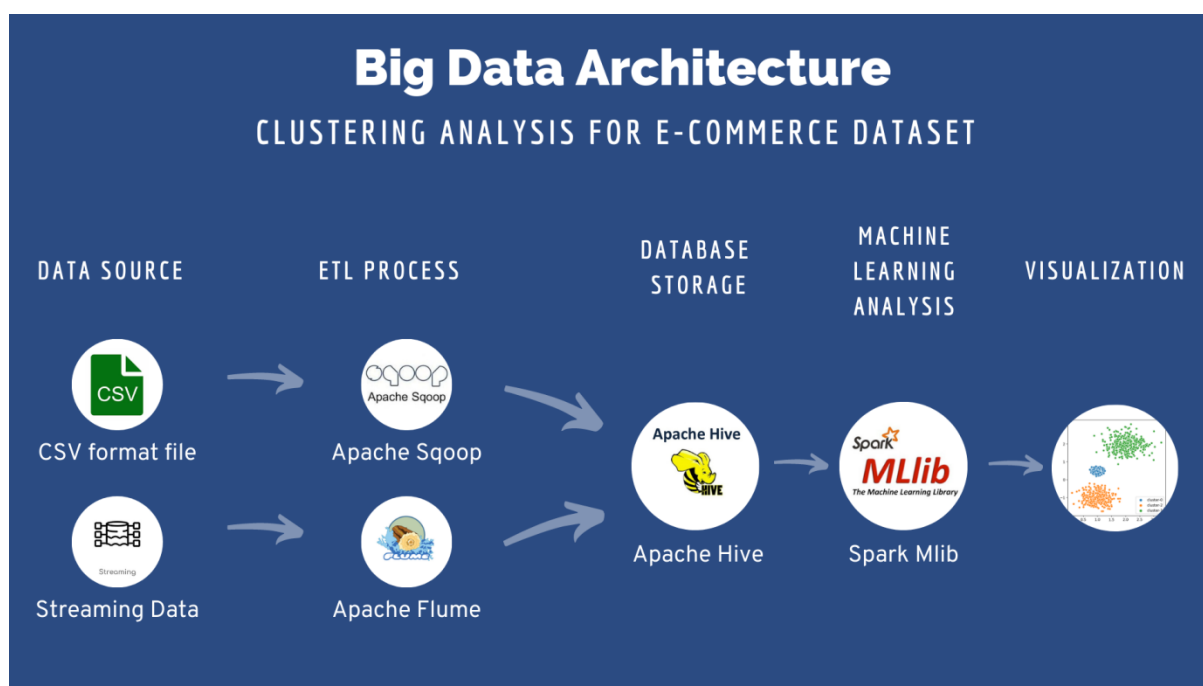 Big Data Architecture
CLUSTERING ANALYSIS FOR E-COMMERCE DATASET
DATA SOURCE
ETL PROCESS
DATABASE
STORAGE
MACHINE
LEARNING
ANALYSIS
VISUALIZATION
CSV
CSV format file
sqoop
Apache Sqoop
Apache Sqoop
Streaming
Streaming Data
FLUME
Apache Flume
Apache Hive
HIVE
Apache Hive
Spark
MLlib
The Machine Learning Library
Spark Mlib